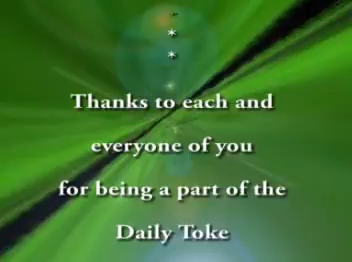 *
*
Thanks to each and
everyone of you
for being a part of the
Daily Toke